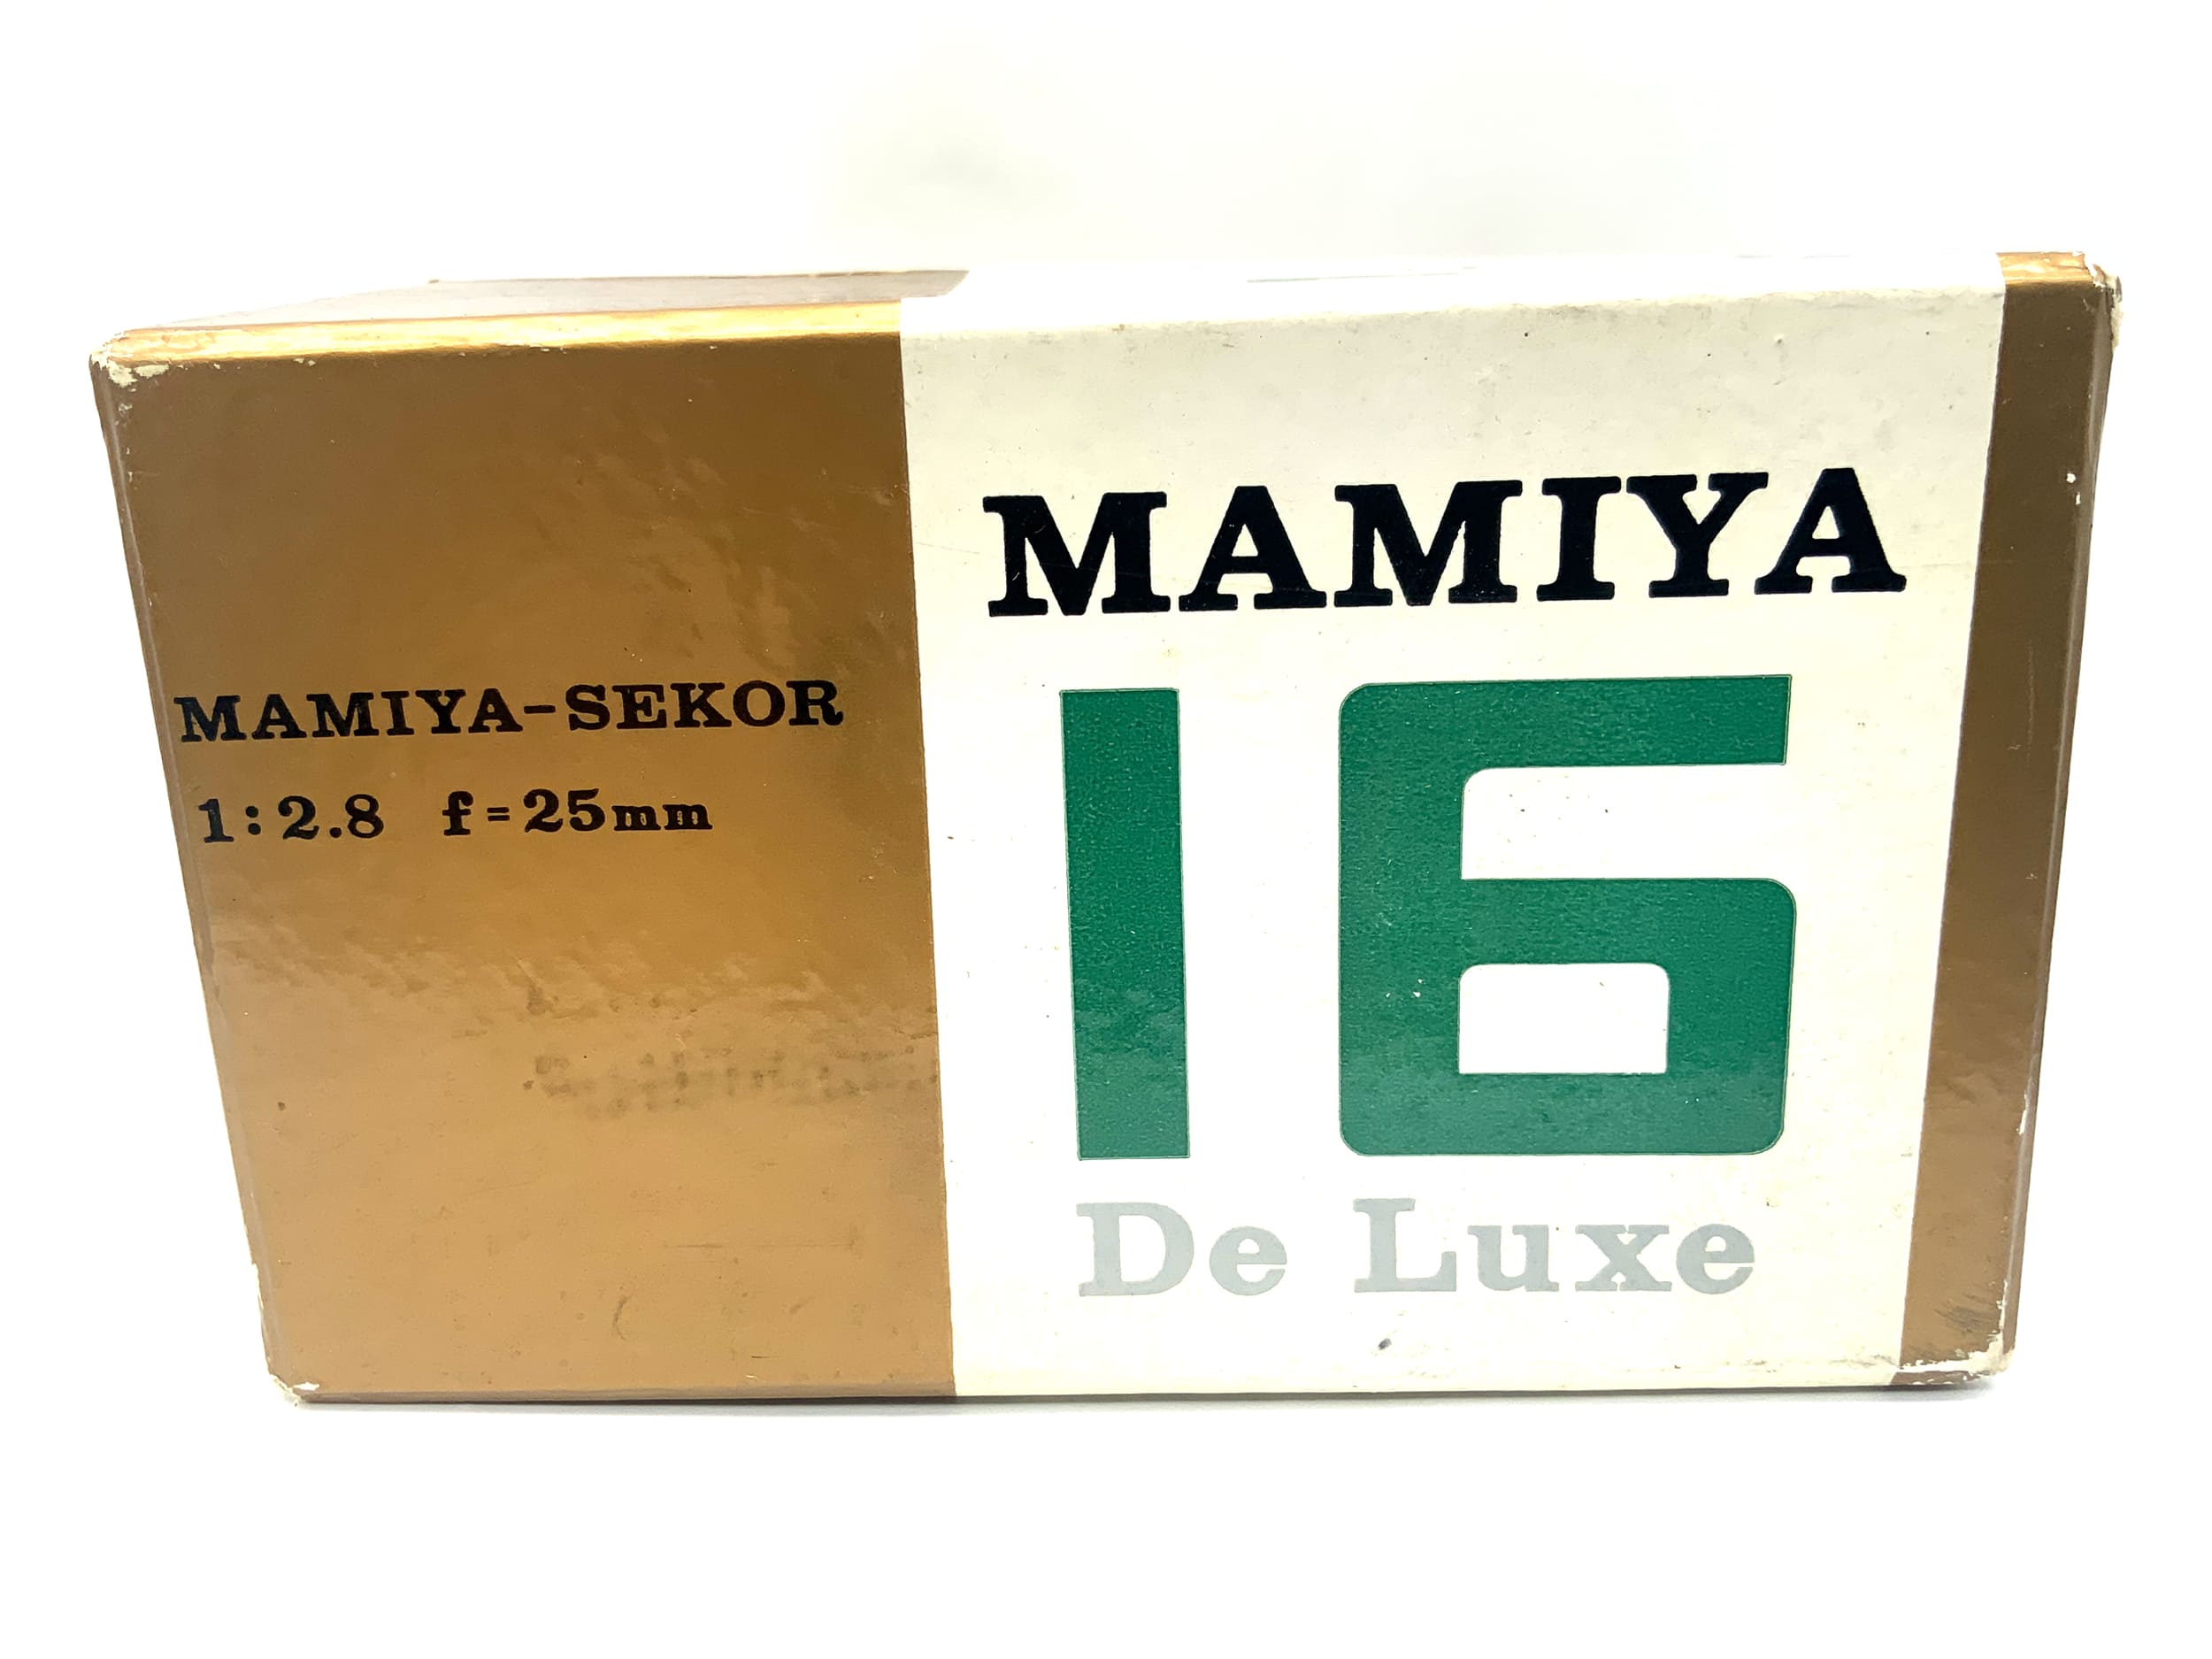 MAMIYA-SEKOR
1:2.8 f=25mm
MAMIYA
16
De Luxe